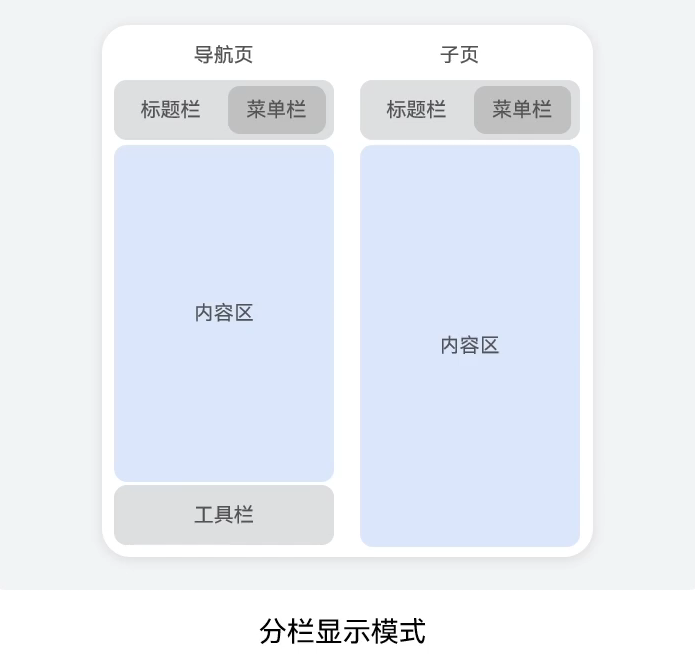 导航页
标题栏 菜单栏
内容区
工具栏
子页
标题栏 菜单栏
内容区
分栏显示模式